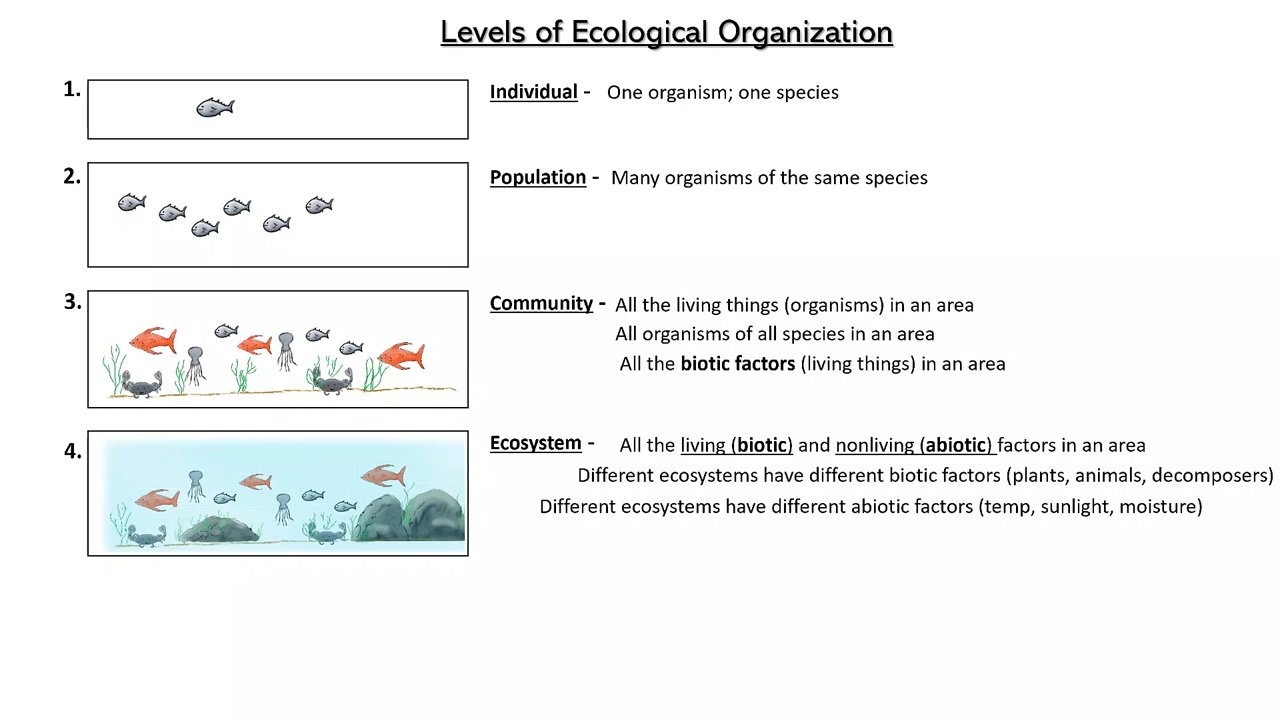 Levels of Ecological Organization
1.
Individual - One organism; one species
2.
Population - Many organisms of the same species
3.
Community - All the living things (organisms) in an area
All organisms of all species in an area
All the biotic factors (living things) in an area
4.
Ecosystem - All the living (biotic) and nonliving (abiotic) factors in an area
Different ecosystems have different biotic factors (plants, animals, decomposers)
Different ecosystems have different abiotic factors (temp, sunlight, moisture)